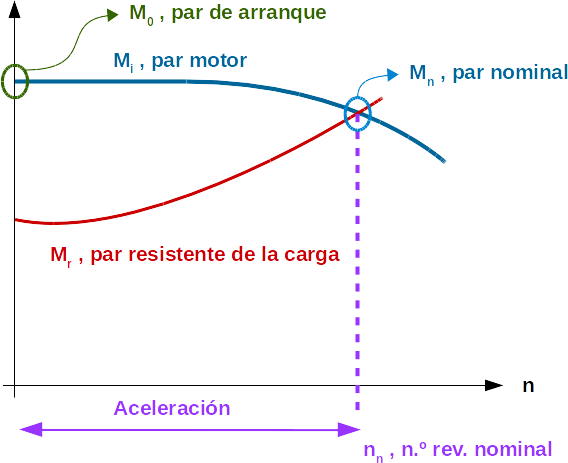 M₀ , par de arranque
Mᵢ , par motor
Mₙ , par nominal
Mᵣ , par resistente de la carga
n
Aceleración
nₙ , n.º rev. nominal